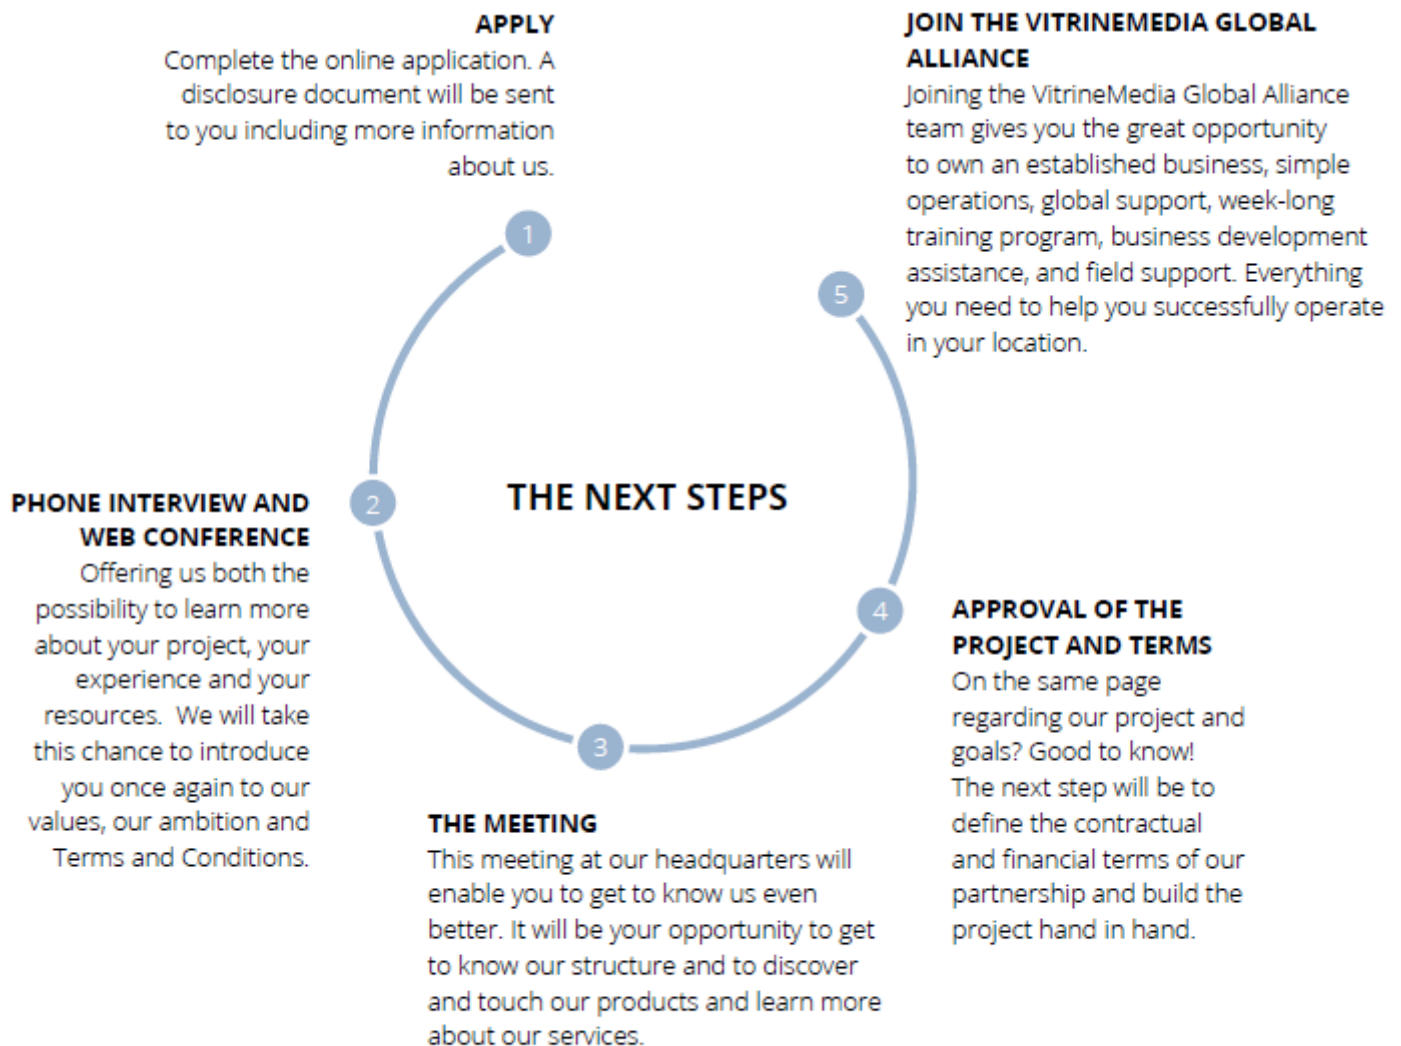 APPLY
Complete the online application. A
disclosure document will be sent
to you including more information
about us.
1
2
PHONE INTERVIEW AND
WEB CONFERENCE
Offering us both the
possibility to learn more
about your project, your
experience and your
resources.  We will take
this chance to introduce
you once again to our
values, our ambition and
Terms and Conditions.
THE NEXT STEPS
3
THE MEETING
This meeting at our headquarters will
enable you to get to know us even
better. It will be your opportunity to get
to know our structure and to discover
and touch our products and learn more
about our services.
4
APPROVAL OF THE
PROJECT AND TERMS
On the same page
regarding our project and
goals? Good to know!
The next step will be to
define the contractual
and financial terms of our
partnership and build the
project hand in hand.
5
JOIN THE VITRINEMEDIA GLOBAL
ALLIANCE
Joining the VitrineMedia Global Alliance
team gives you the great opportunity
to own an established business, simple
operations, global support, week-long
training program, business development
assistance, and field support. Everything
you need to help you successfully operate
in your location.